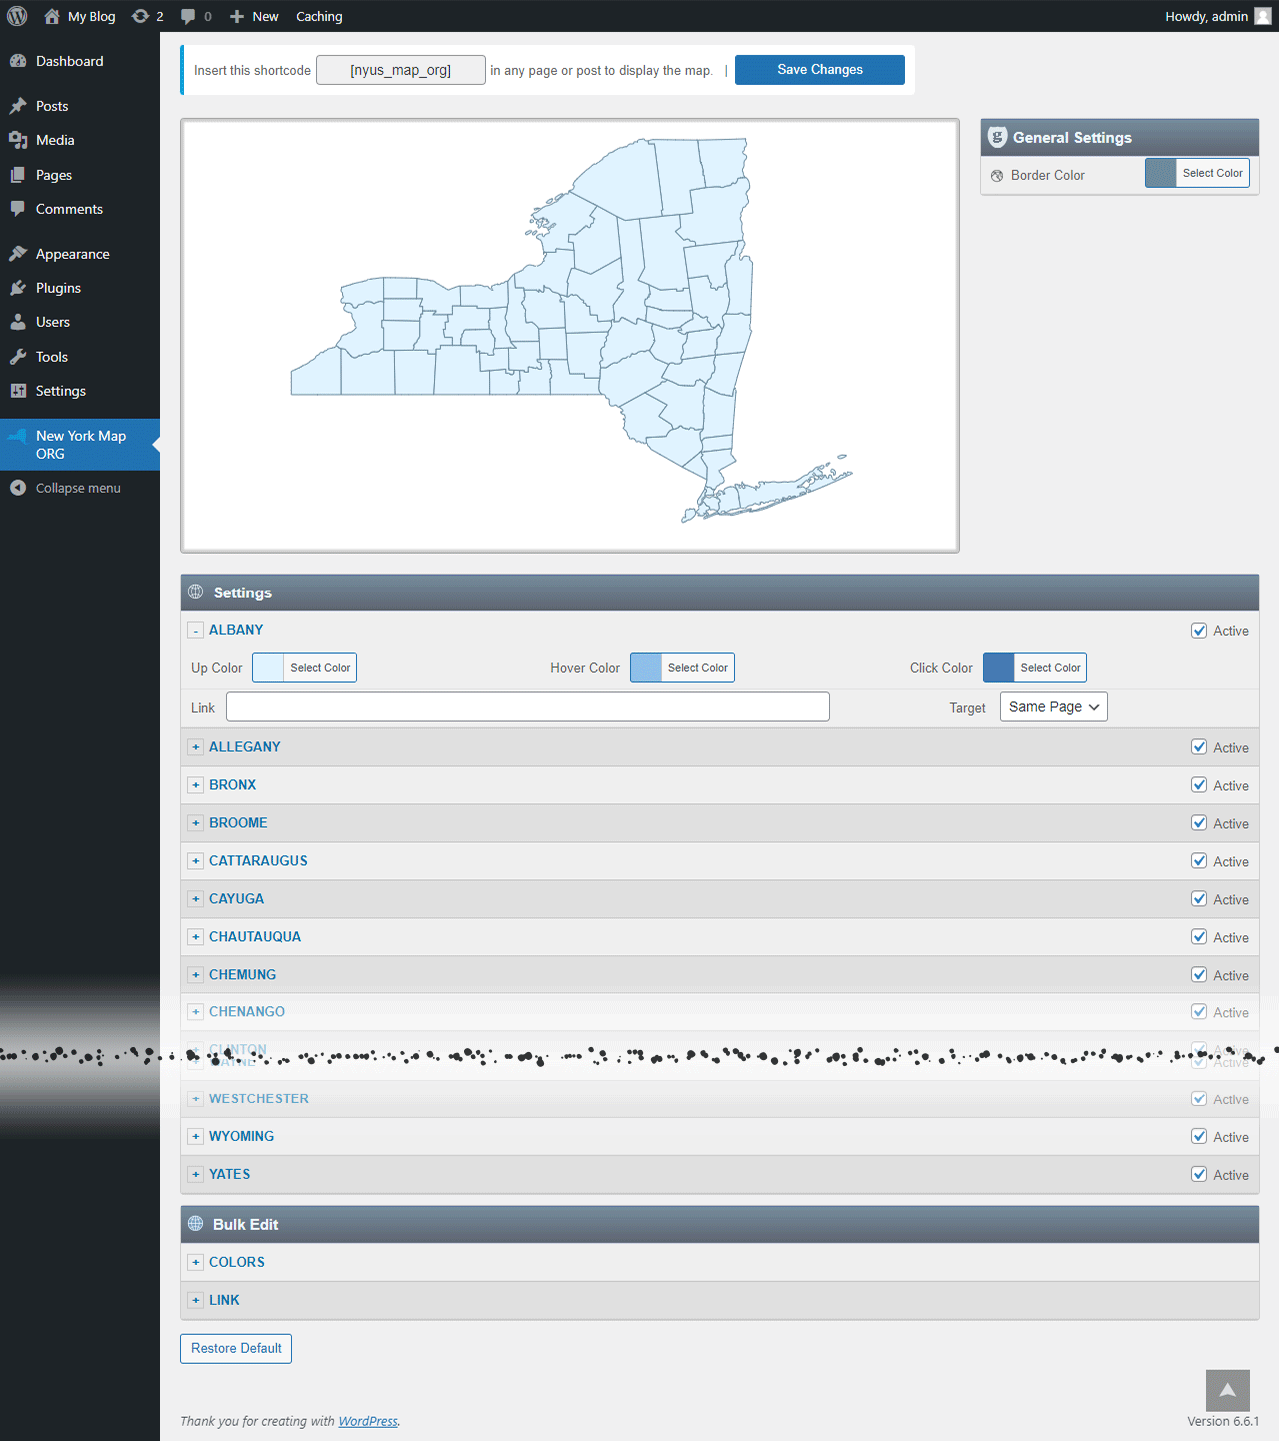 My Blog 2 0 New Caching Howdy, admin
Dashboard
Posts
Media
Pages
Comments
Appearance
Plugins
Users
Tools
Settings
New York Map
ORG
Collapse menu
Insert this shortcode [nyus_map_org] in any page or post to display the map. | Save Changes
General Settings
Border Color Select Color
Settings
- ALBANY Active
Up Color Select Color Hover Color Select Color Click Color Select Color
Link Target Same Page
+ ALLEGANY Active
+ BRONX Active
+ BROOME Active
+ CATTARAUGUS Active
+ CAYUGA Active
+ CHAUTAUQUA Active
+ CHEMUNG Active
+ CHENANGO Active
CLINTON Active
Active
+ WESTCHESTER Active
+ WYOMING Active
+ YATES Active
Bulk Edit
+ COLORS
+ LINK
Restore Default
Thank you for creating with WordPress.
Version 6.6.1